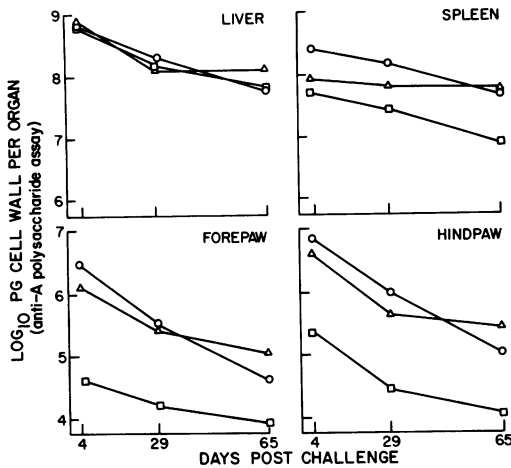 LOG10 PG CELL WALL PER ORGAN
(anti-A polysaccharide assay)
LIVER
9
8
7
6
5
SPLEEN
FOREPAW
7
6
5
4
4
29
65
HINDPAW
4
29
65
DAYS POST CHALLENGE